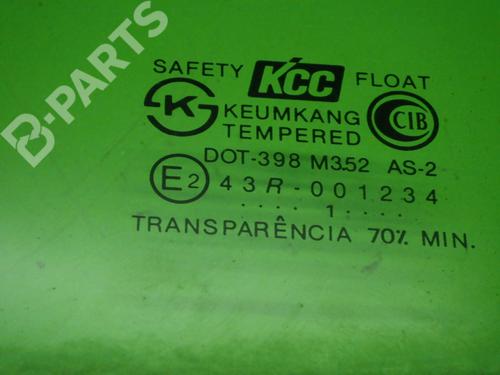 B-PARTS
SAFETY KCC FLOAT
K
KEUMKANG
TEMPERED
CIB
DOT-398 M3.52 AS-2
E2 43R-001234
.... 1 ....
TRANSPARÊNCIA 70% MIN.